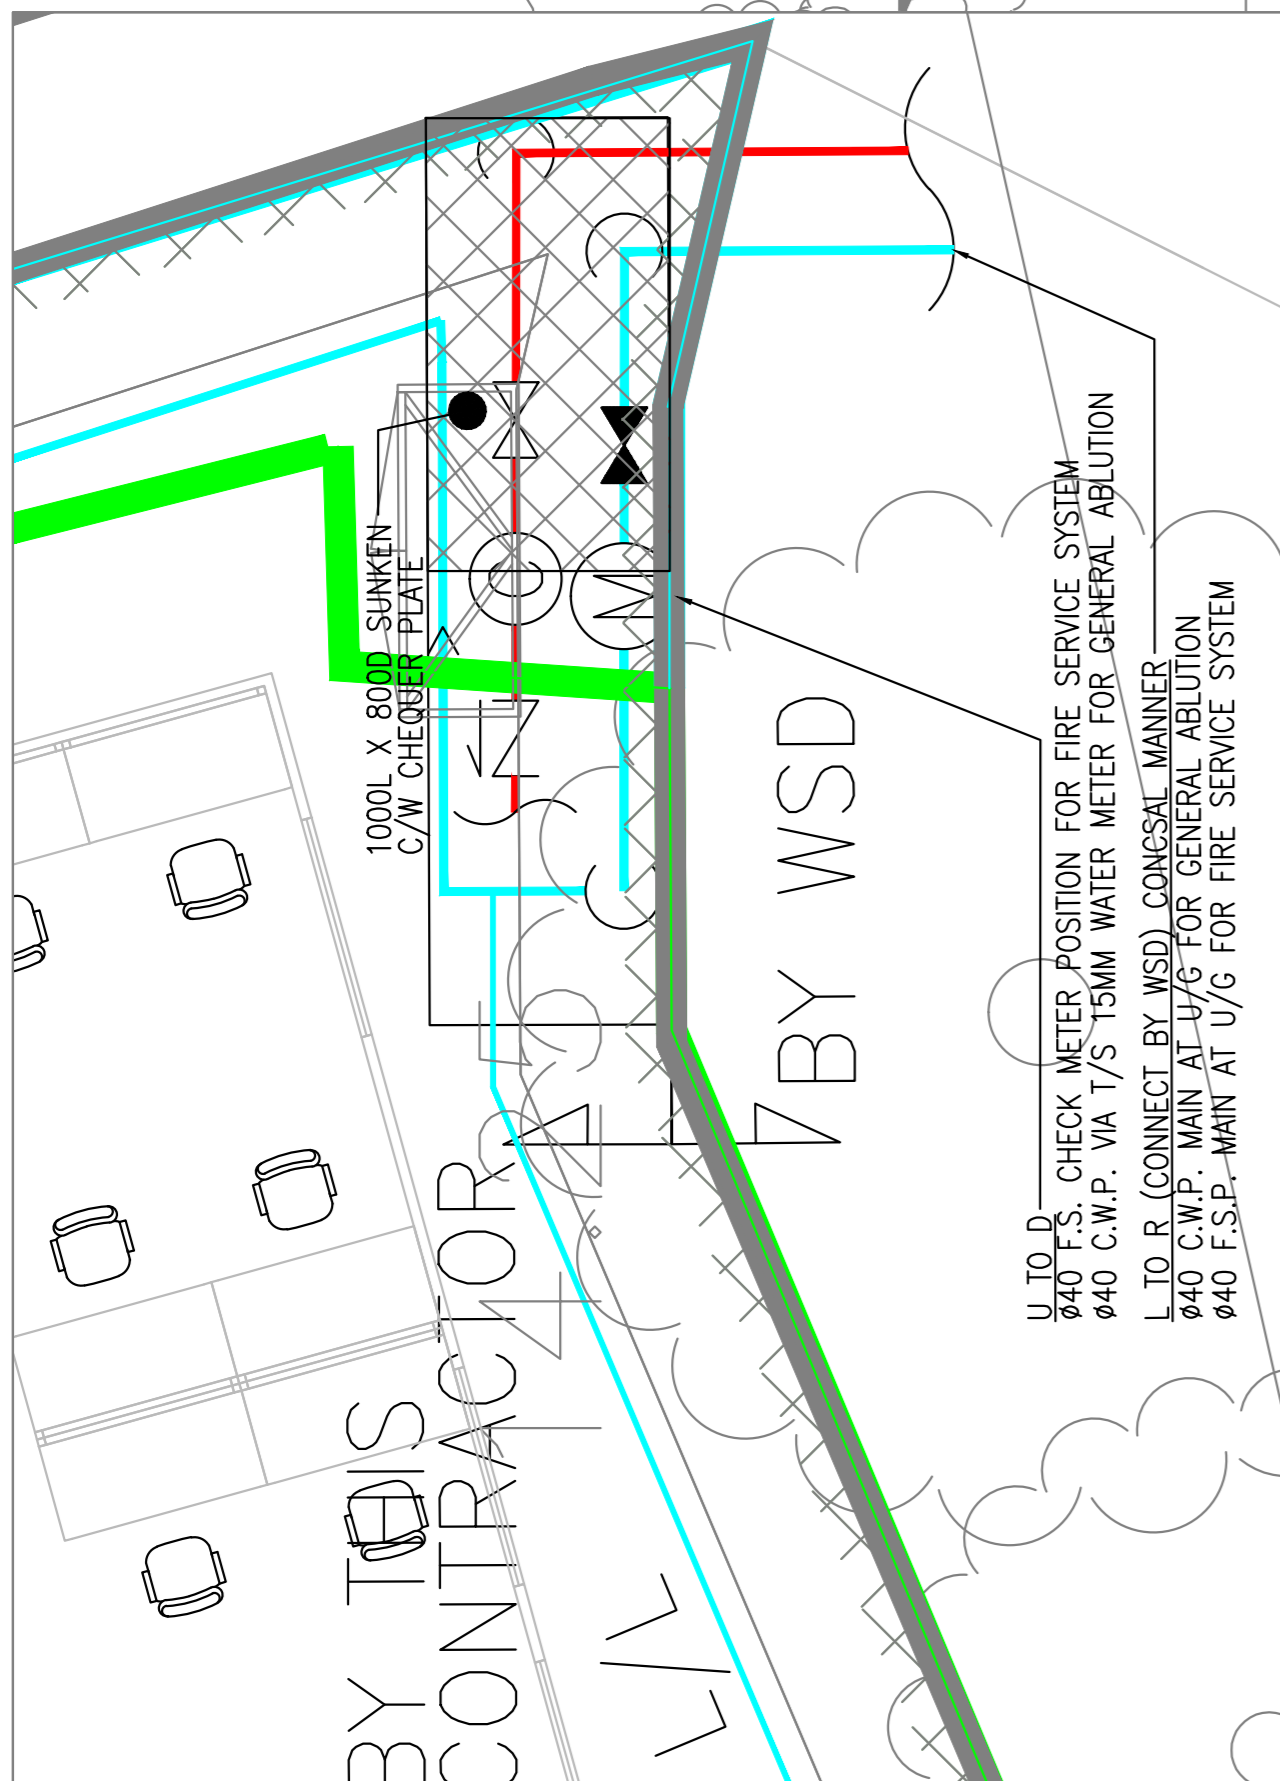 1000L X 800D SUNKEN
C/W CHEQUER PLATE
BY THIS
CONTRACTOR
BY WSD
U TO D
ø40 F.S. CHECK METER POSITION FOR FIRE SERVICE SYSTEM
ø40 C.W.P. VIA T/S 15MM WATER METER FOR GENERAL ABLUTION
L TO R (CONNECT BY WSD) CONCSAL MANNER
ø40 C.W.P. MAIN AT U/G FOR GENERAL ABLUTION
ø40 F.S.P. MAIN AT U/G FOR FIRE SERVICE SYSTEM
M
C